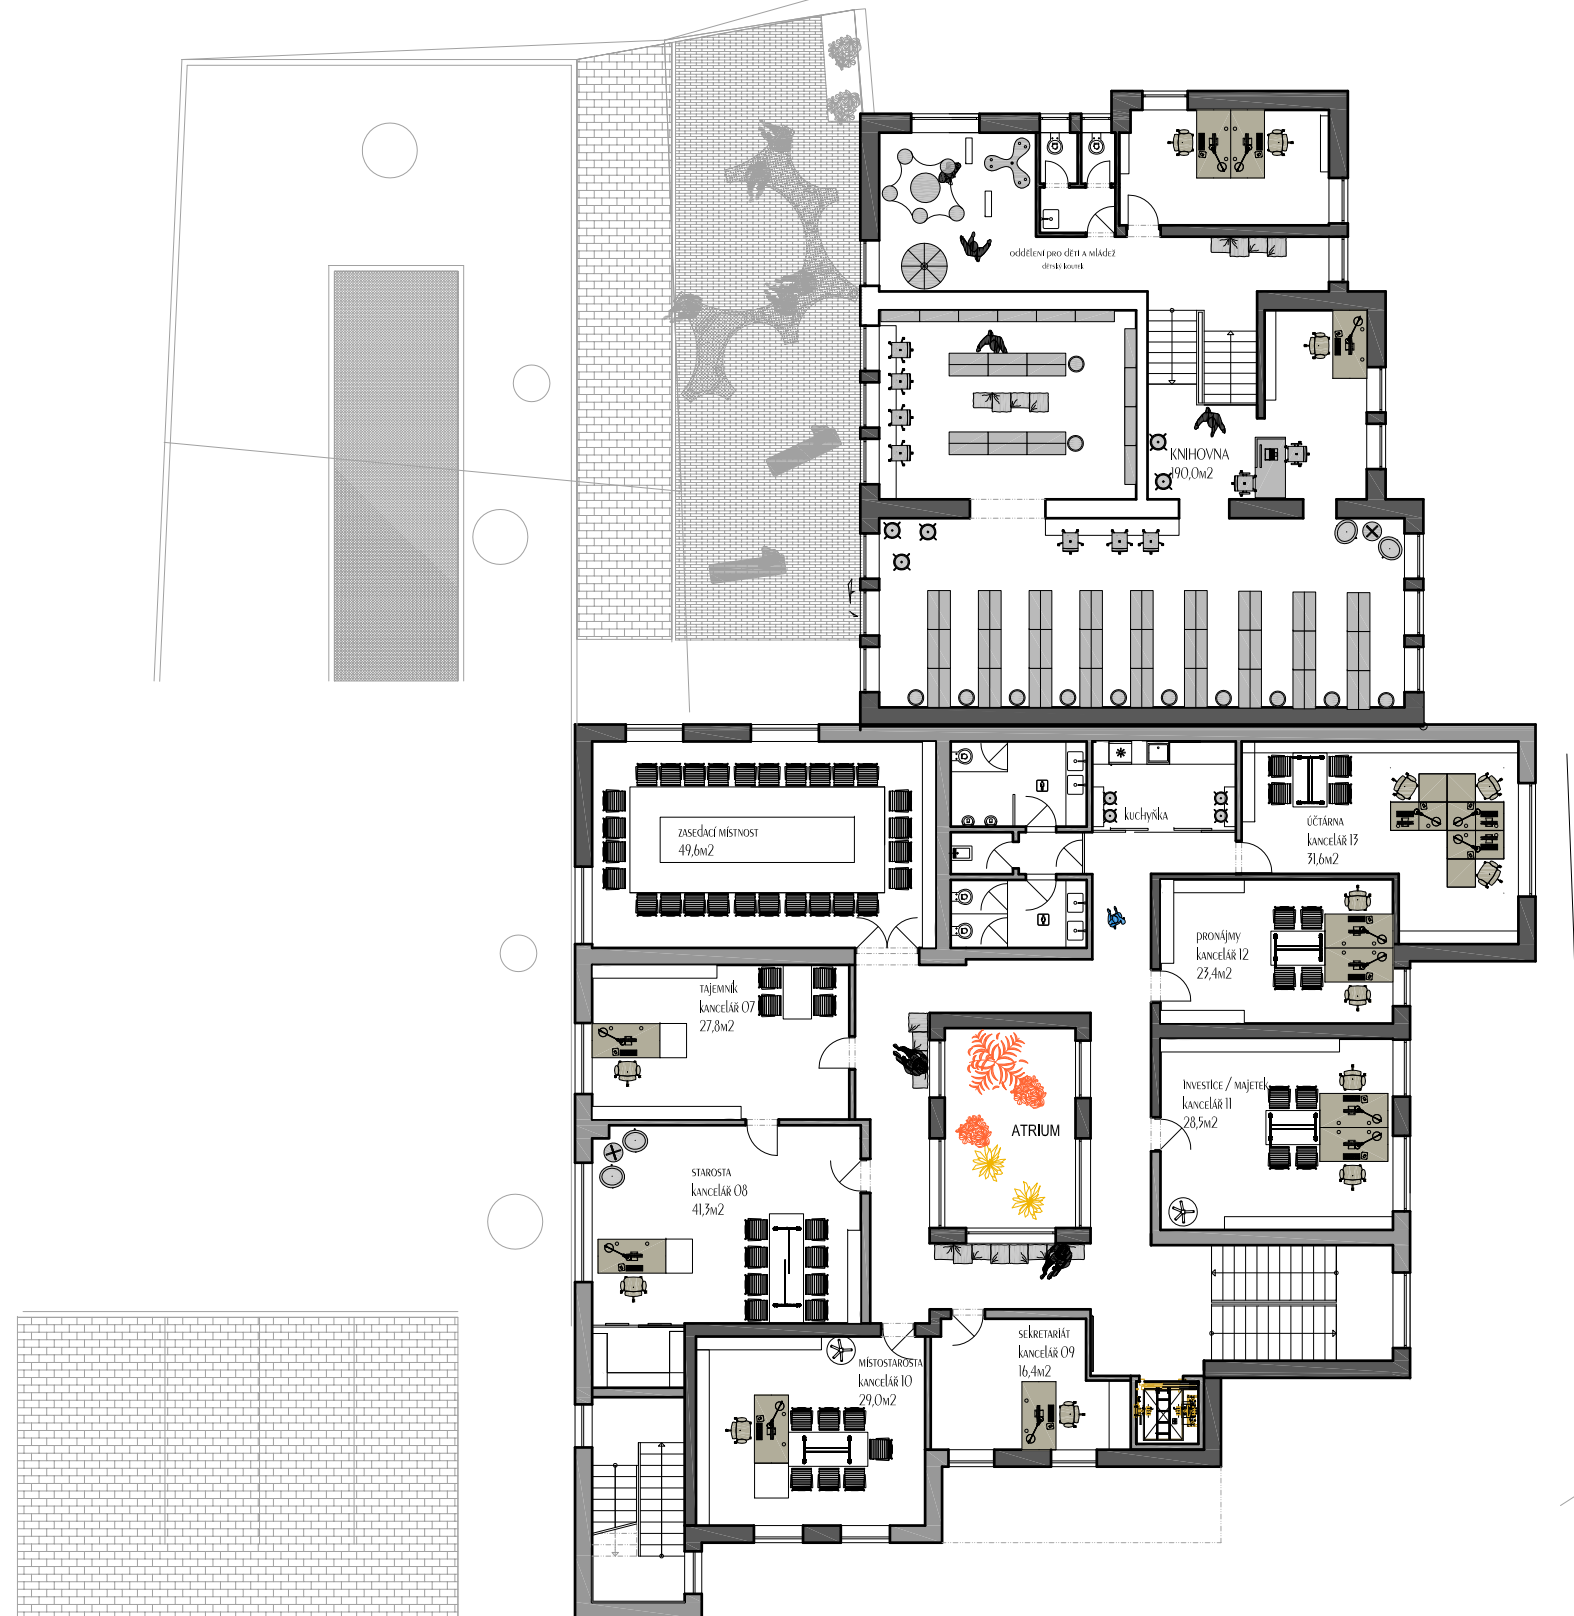 oddělení pro děti a mládež
dětský koutek
KNIHOVNA
190,0m2
zasedací místnost
49,6m2
kuchyňka
účtárna
kancelář 13
31,6m2
pronájmy
kancelář 12
23,4m2
tajemník
kancelář 07
27,8m2
investice / majetek
kancelář 11
28,5m2
ATRIUM
starosta
kancelář 08
41,3m2
sekretariát
kancelář 09
16,4m2
místostarosta
kancelář 10
29,0m2